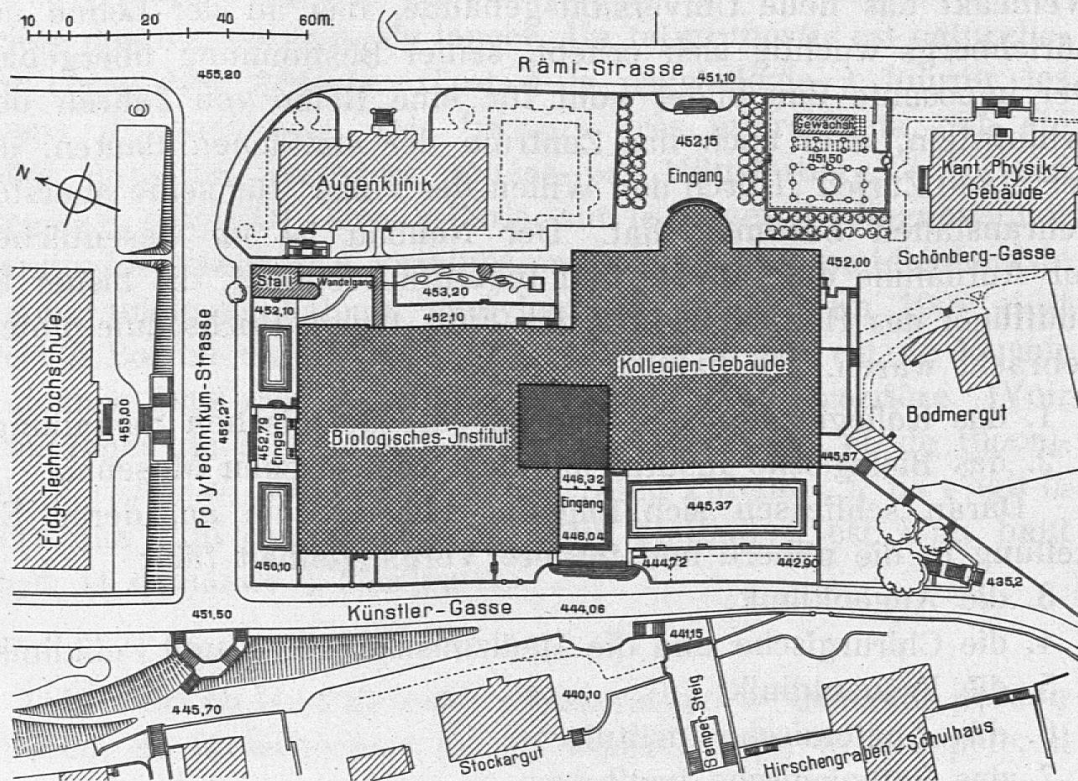 10 0 20 40 60m.
Rämi-Strasse
455,20
451,10
Gewächsh.
452,15
451,50
Eingang
Augenklinik
Kant. Physik-
Gebäude
N
452,00
Schönberg-Gasse
Stall
Wandelgang
453,20
452,10
452,10
Eidg. Techn. Hochschule
455,00
Polytechnikum-Strasse
452,27
Kollegien-Gebäude
Bodmergut
452,79
Eingang
Biologisches-Institut
445,57
446,32
Eingang
446,04
445,37
450,10
444,72
442,90
435,2
Künstler-Gasse
444,06
451,50
441,15
445,70
440,10
Semper-Steig
Stockargut
Hirschengraben-Schulhaus